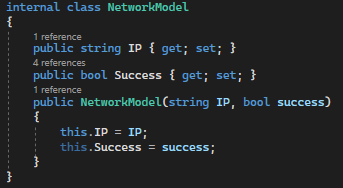 internal class NetworkModel
{
1 reference
public string IP { get; set; }
4 references
public bool Success { get; set; }
1 reference
public NetworkModel(string IP, bool success)
{
this.IP = IP;
this.Success = success;
}
}